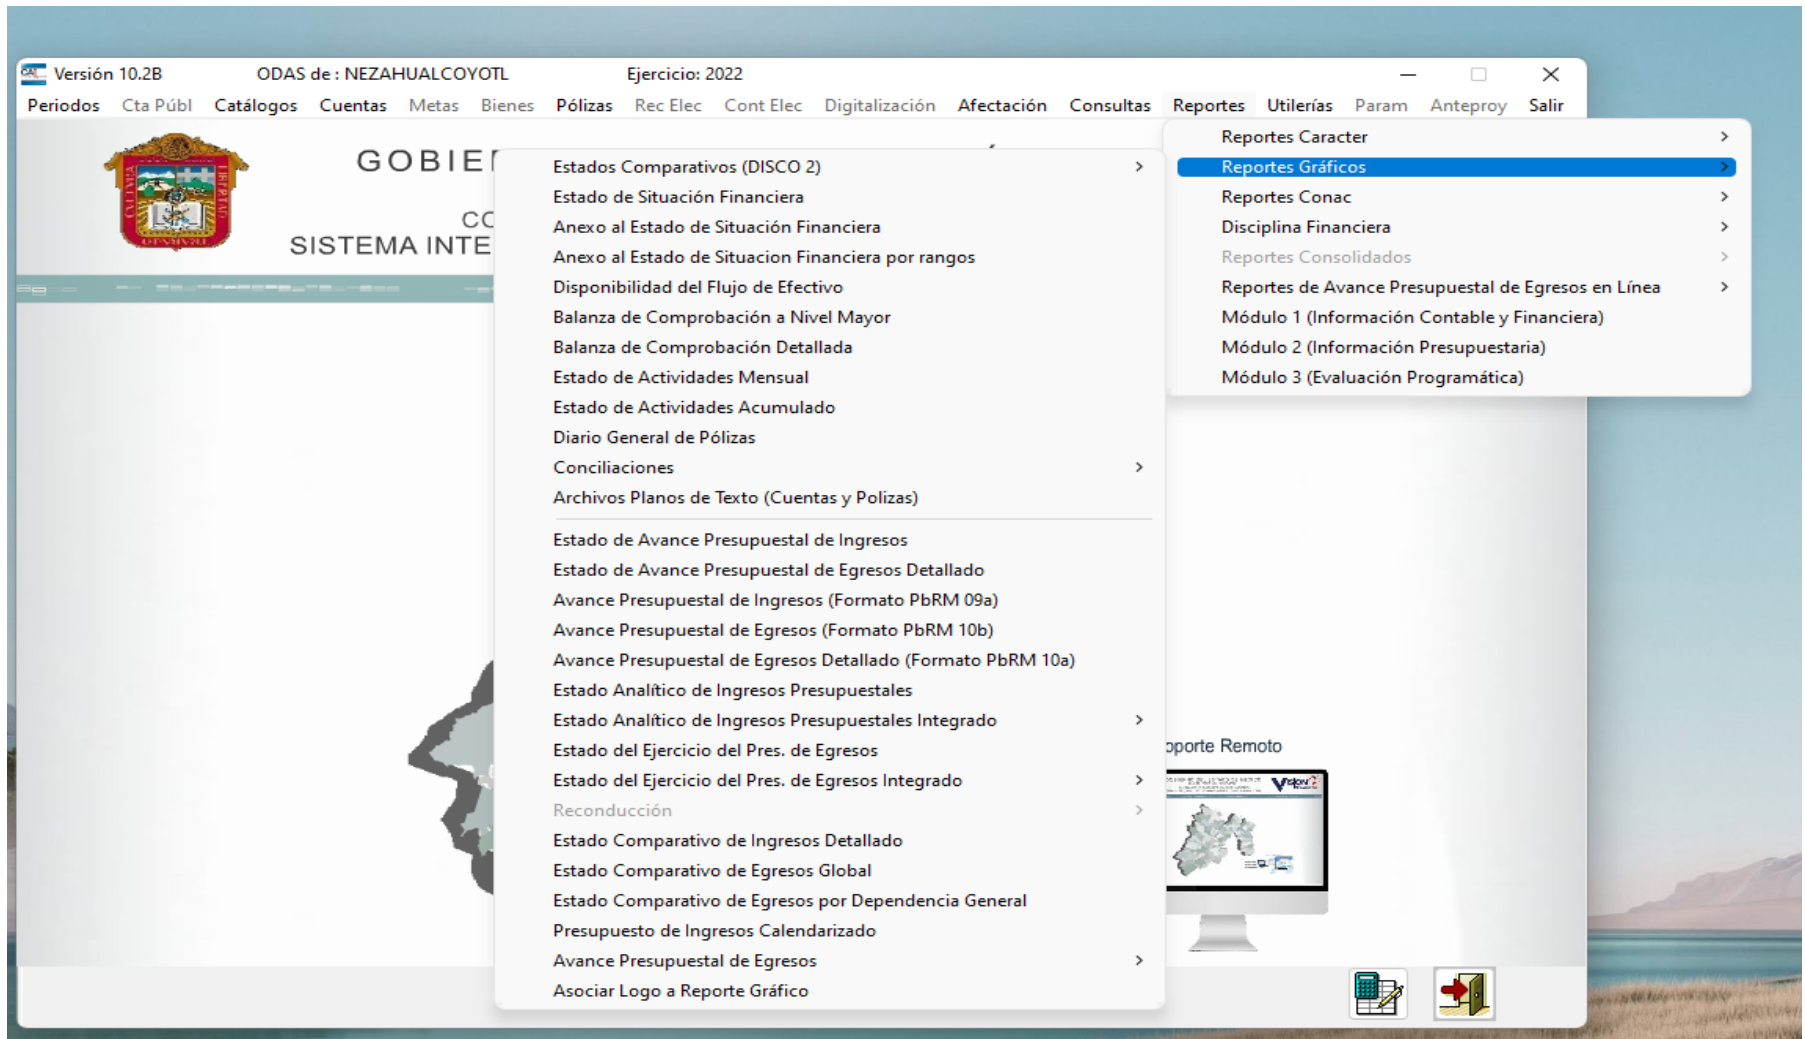 Versión 10.2B ODAS de : NEZAHUALCOYOTL Ejercicio: 2022
Periodos Cta Públ Catálogos Cuentas Metas Bienes Pólizas Rec Elec Cont Elec Digitalización Afectación Consultas Reportes Utilerías Param Anteproy Salir
GOBIE
CO
SISTEMA INTE
Reportes Caracter
Reportes Gráficos
Reportes Conac
Disciplina Financiera
Reportes Consolidados
Reportes de Avance Presupuestal de Egresos en Línea
Módulo 1 (Información Contable y Financiera)
Módulo 2 (Información Presupuestaria)
Módulo 3 (Evaluación Programática)
Estados Comparativos (DISCO 2)
Estado de Situación Financiera
Anexo al Estado de Situación Financiera
Anexo al Estado de Situacion Financiera por rangos
Disponibilidad del Flujo de Efectivo
Balanza de Comprobación a Nivel Mayor
Balanza de Comprobación Detallada
Estado de Actividades Mensual
Estado de Actividades Acumulado
Diario General de Pólizas
Conciliaciones
Archivos Planos de Texto (Cuentas y Polizas)
Estado de Avance Presupuestal de Ingresos
Estado de Avance Presupuestal de Egresos Detallado
Avance Presupuestal de Ingresos (Formato PbRM 09a)
Avance Presupuestal de Egresos (Formato PbRM 10b)
Avance Presupuestal de Egresos Detallado (Formato PbRM 10a)
Estado Analítico de Ingresos Presupuestales
Estado Analítico de Ingresos Presupuestales Integrado
Estado del Ejercicio del Pres. de Egresos
Estado del Ejercicio del Pres. de Egresos Integrado
Reconducción
Estado Comparativo de Ingresos Detallado
Estado Comparativo de Egresos Global
Estado Comparativo de Egresos por Dependencia General
Presupuesto de Ingresos Calendarizado
Avance Presupuestal de Egresos
Asociar Logo a Reporte Gráfico
oporte Remoto